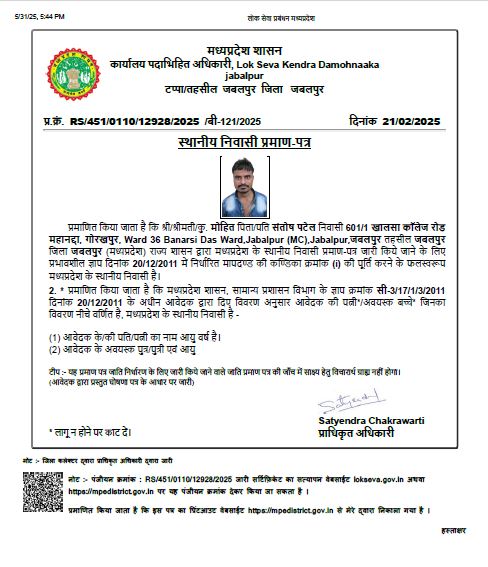 5/31/25, 5:44 PM
लोक सेवा प्रबंधन मध्यप्रदेश
मध्यप्रदेश शासन
कार्यालय पदाभिहित अधिकारी, Lok Seva Kendra Damohnaaka
jabalpur
टप्पा/तहसील जबलपुर जिला जबलपुर
प्र.क्रं. RS/451/0110/12928/2025 /बी-121/2025
दिनांक 21/02/2025
स्थानीय निवासी प्रमाण-पत्र
प्रमाणित किया जाता है कि श्री/श्रीमती/कु. मोहित पिता/पति संतोष पटेल निवासी 601/1 खालसा कॉलेज रोड
महानद्दा, गोरखपुर, Ward 36 Banarsi Das Ward,Jabalpur (MC),Jabalpur,जबलपुर तहसील जबलपुर
जिला जबलपुर (मध्यप्रदेश) राज्य शासन द्वारा मध्यप्रदेश के स्थानीय निवासी प्रमाण-पत्र जारी किये जाने के लिए
प्रभावशील ज्ञाप दिनांक 20/12/2011 में निर्धारित मापदण्ड की कण्डिका क्रमांक (i) की पूर्ति करने के फलस्वरूप
मध्यप्रदेश के स्थानीय निवासी है।
2. * प्रमाणित किया जाता है कि मध्यप्रदेश शासन, सामान्य प्रशासन विभाग के ज्ञाप क्रमांक सी-3/17/1/3/2011
दिनांक 20/12/2011 के अधीन आवेदक द्वारा दिए विवरण अनुसार आवेदक की पत्नी*/अवयस्क बच्चे* जिनका
विवरण नीचे वर्णित है, मध्यप्रदेश के स्थानीय निवासी है -
(1) आवेदक के/की पति/पत्नी का नाम आयु वर्ष है।
(2) आवेदक के अवयस्क पुत्र/पुत्री एवं आयु
टीप :- यह प्रमाण पत्र जाति निर्धारण के लिए जारी किये जाने वाले जाति प्रमाण पत्र की जाँच में साक्ष्य हेतु विचारार्थ ग्राह्य नहीं होगा।
(आवेदक द्वारा प्रस्तुत घोषणा पत्र के आधार पर जारी)
Satyendra Chakrawarti
प्राधिकृत अधिकारी
* लागू न होने पर काट दें।
नोट :- जिला कलेक्टर द्वारा प्राधिकृत अधिकारी द्वारा जारी
नोट :- पंजीयन क्रमांक : RS/451/0110/12928/2025 जारी सर्टिफ़िकेट का सत्यापन वेबसाईट lokseva.gov.in अथवा
https://mpedistrict.gov.in पर यह पंजीयन क्रमांक देकर किया जा सकता है ।
प्रमाणित किया जाता है कि इस पत्र का प्रिंटआउट वेबसाईट https://mpedistrict.gov.in से मेरे द्वारा निकाला गया है ।
हस्ताक्षर